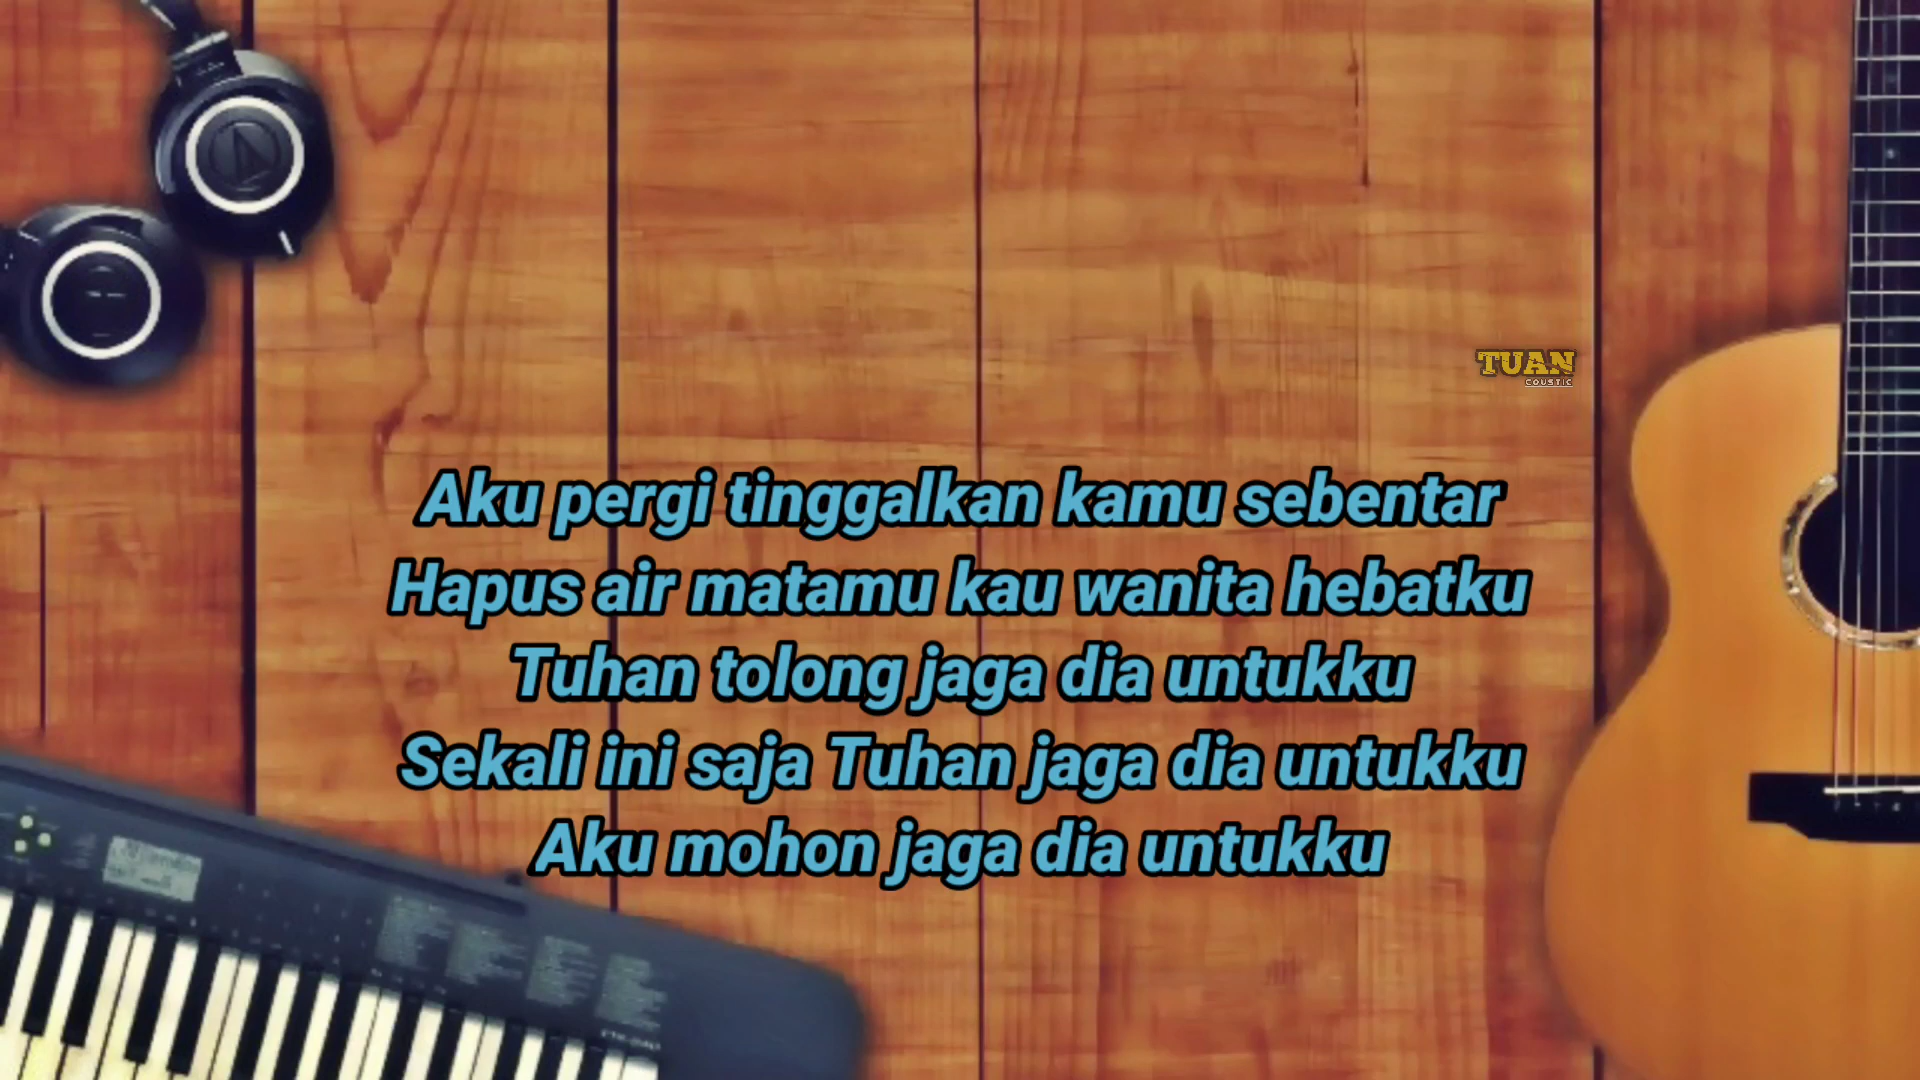 TUAN
COUSTIC
Aku pergi tinggalkan kamu sebentar
Hapus air matamu kau wanita hebatku
Tuhan tolong jaga dia untukku
Sekali ini saja Tuhan jaga dia untukku
Aku mohon jaga dia untukku